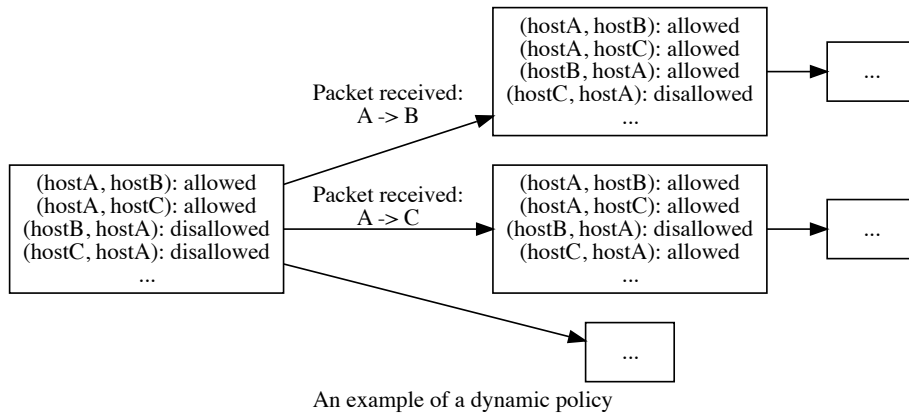 (hostA, hostB): allowed
(hostA, hostC): allowed
(hostB, hostA): disallowed
(hostC, hostA): disallowed
...
Packet received:
A -> B
(hostA, hostB): allowed
(hostA, hostC): allowed
(hostB, hostA): allowed
(hostC, hostA): disallowed
...
...
Packet received:
A -> C
(hostA, hostB): allowed
(hostA, hostC): allowed
(hostB, hostA): disallowed
(hostC, hostA): allowed
...
...
...
An example of a dynamic policy